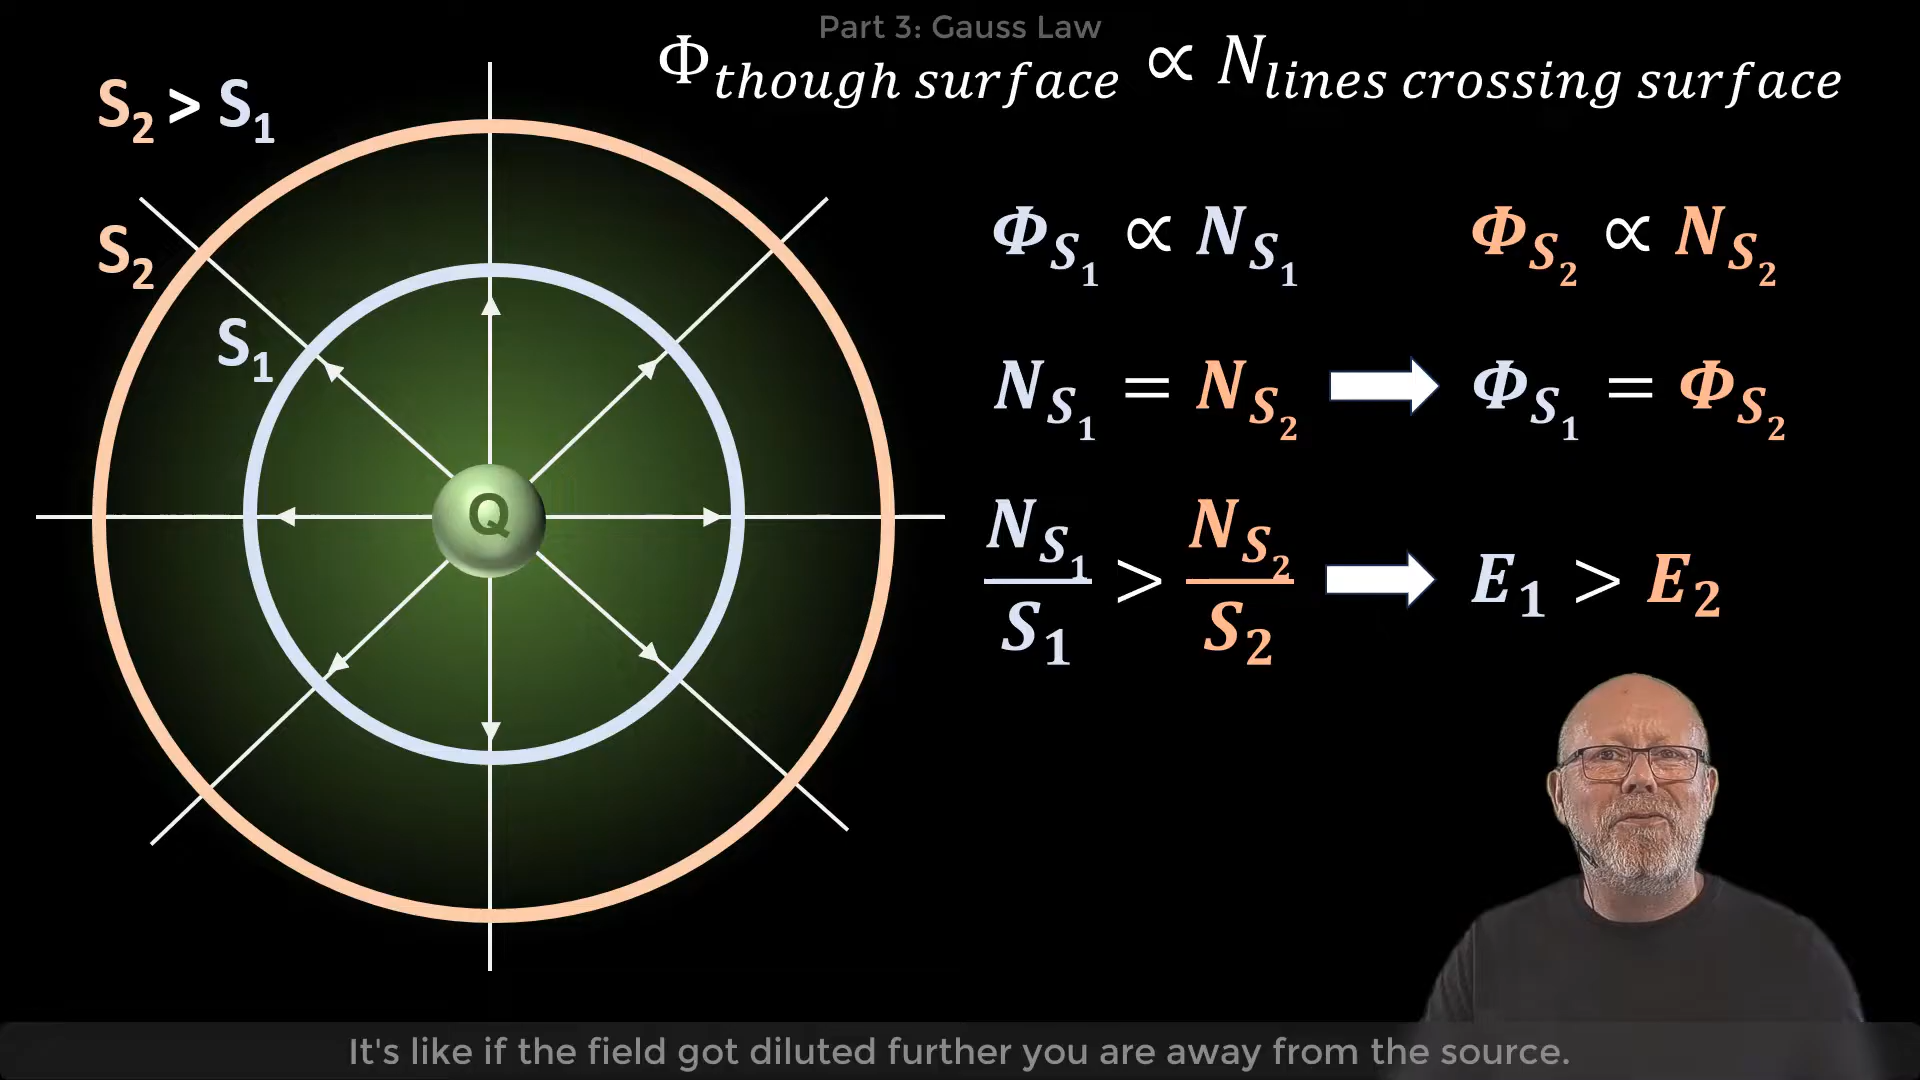 Part 3: Gauss Law
Φthough surface ∝ Nlines crossing surface
S2 > S1
S2
S1
Q
ΦS1 ∝ NS1
ΦS2 ∝ NS2
NS1 = NS2
ΦS1 = ΦS2
NS1/S1 > NS2/S2
E1 > E2
It's like if the field got diluted further you are away from the source.